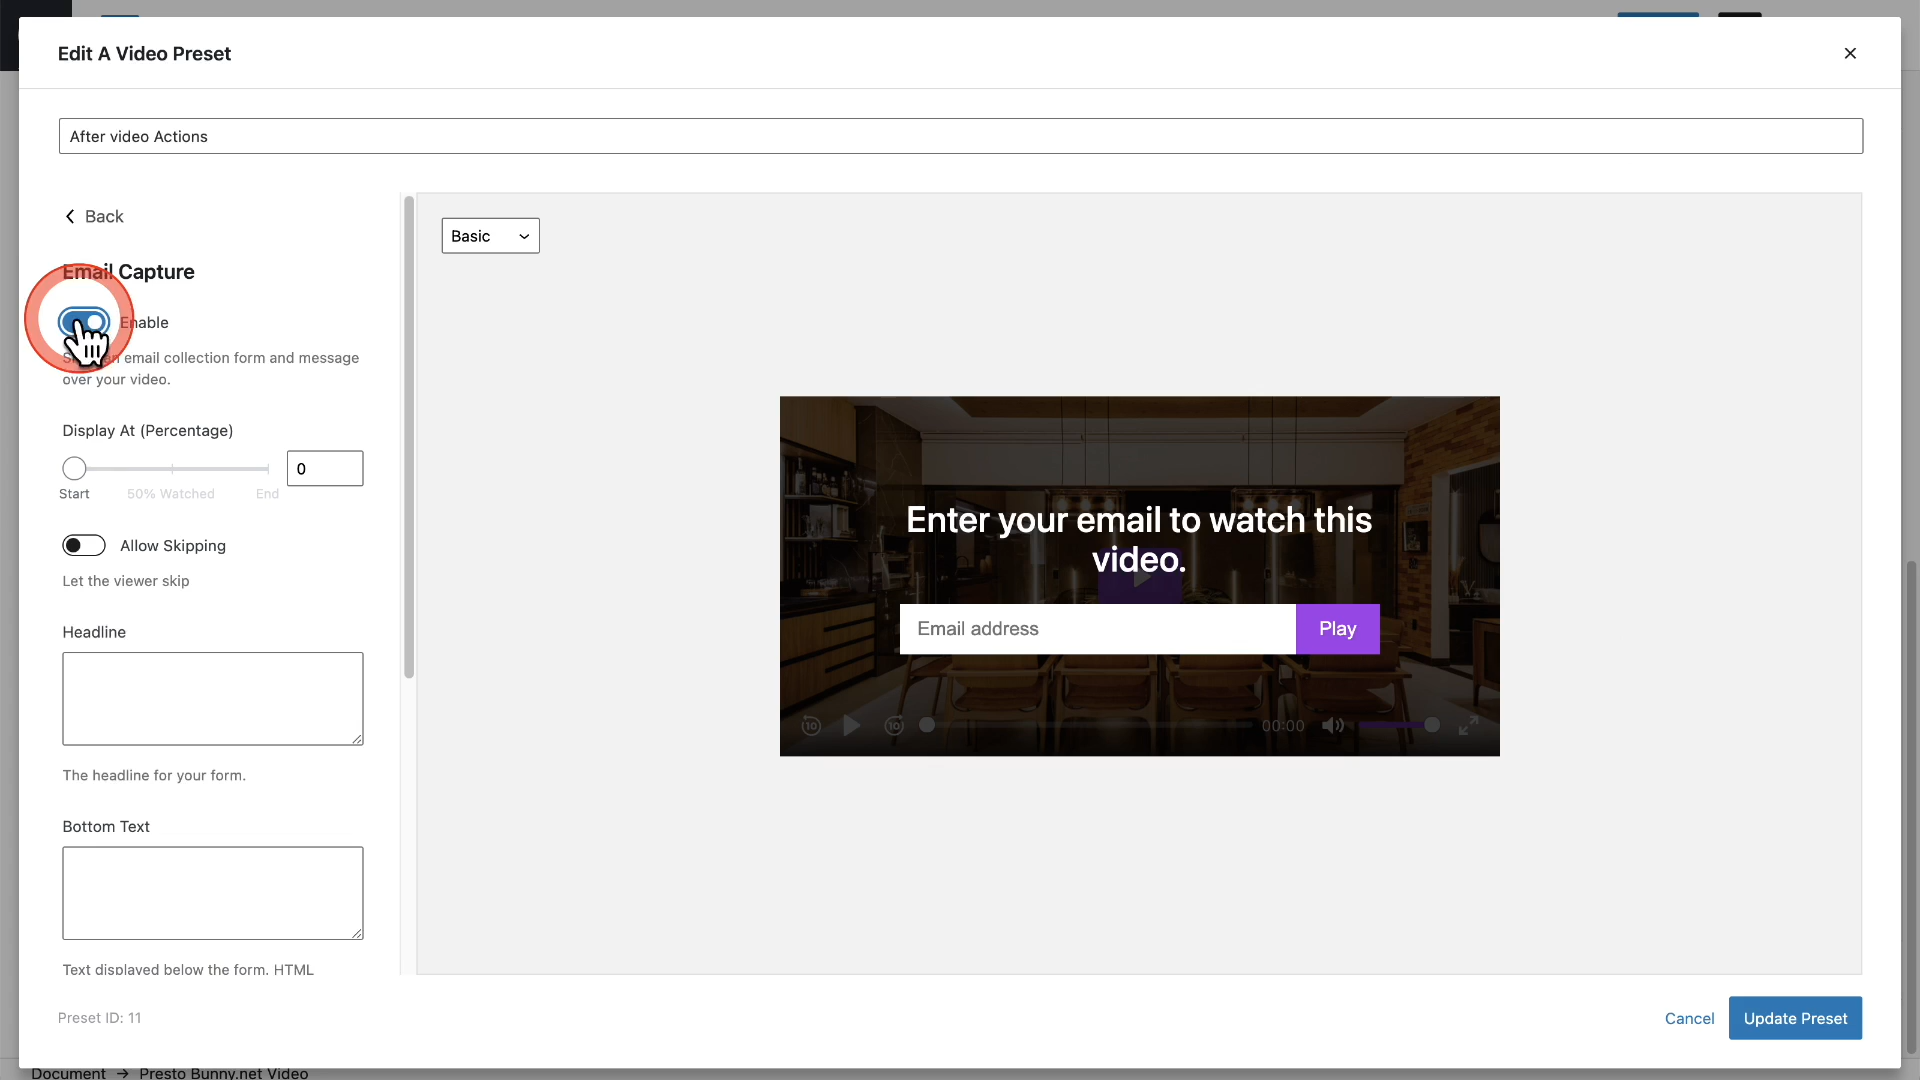 Edit A Video Preset
After video Actions
Back
Email Capture
Enable
an email collection form and message
over your video.
Display At (Percentage)
0
Start
50% Watched
End
Allow Skipping
Let the viewer skip
Headline
The headline for your form.
Bottom Text
Text displayed below the form. HTML
Basic
Enter your email to watch this
video.
Email address
Play
10
10
00:00
Preset ID: 11
Cancel
Update Preset
Document → Presto Bunny.net Video